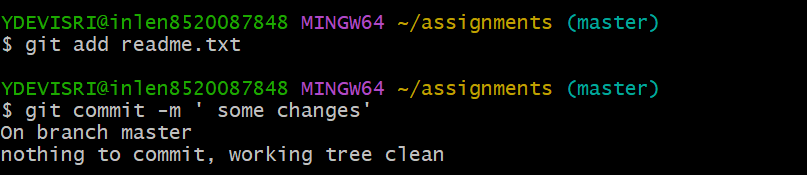 YDEVISRI@inlen8520087848 MINGW64 ~/assignments (master)
$ git add readme.txt
YDEVISRI@inlen8520087848 MINGW64 ~/assignments (master)
$ git commit -m ' some changes'
On branch master
nothing to commit, working tree clean